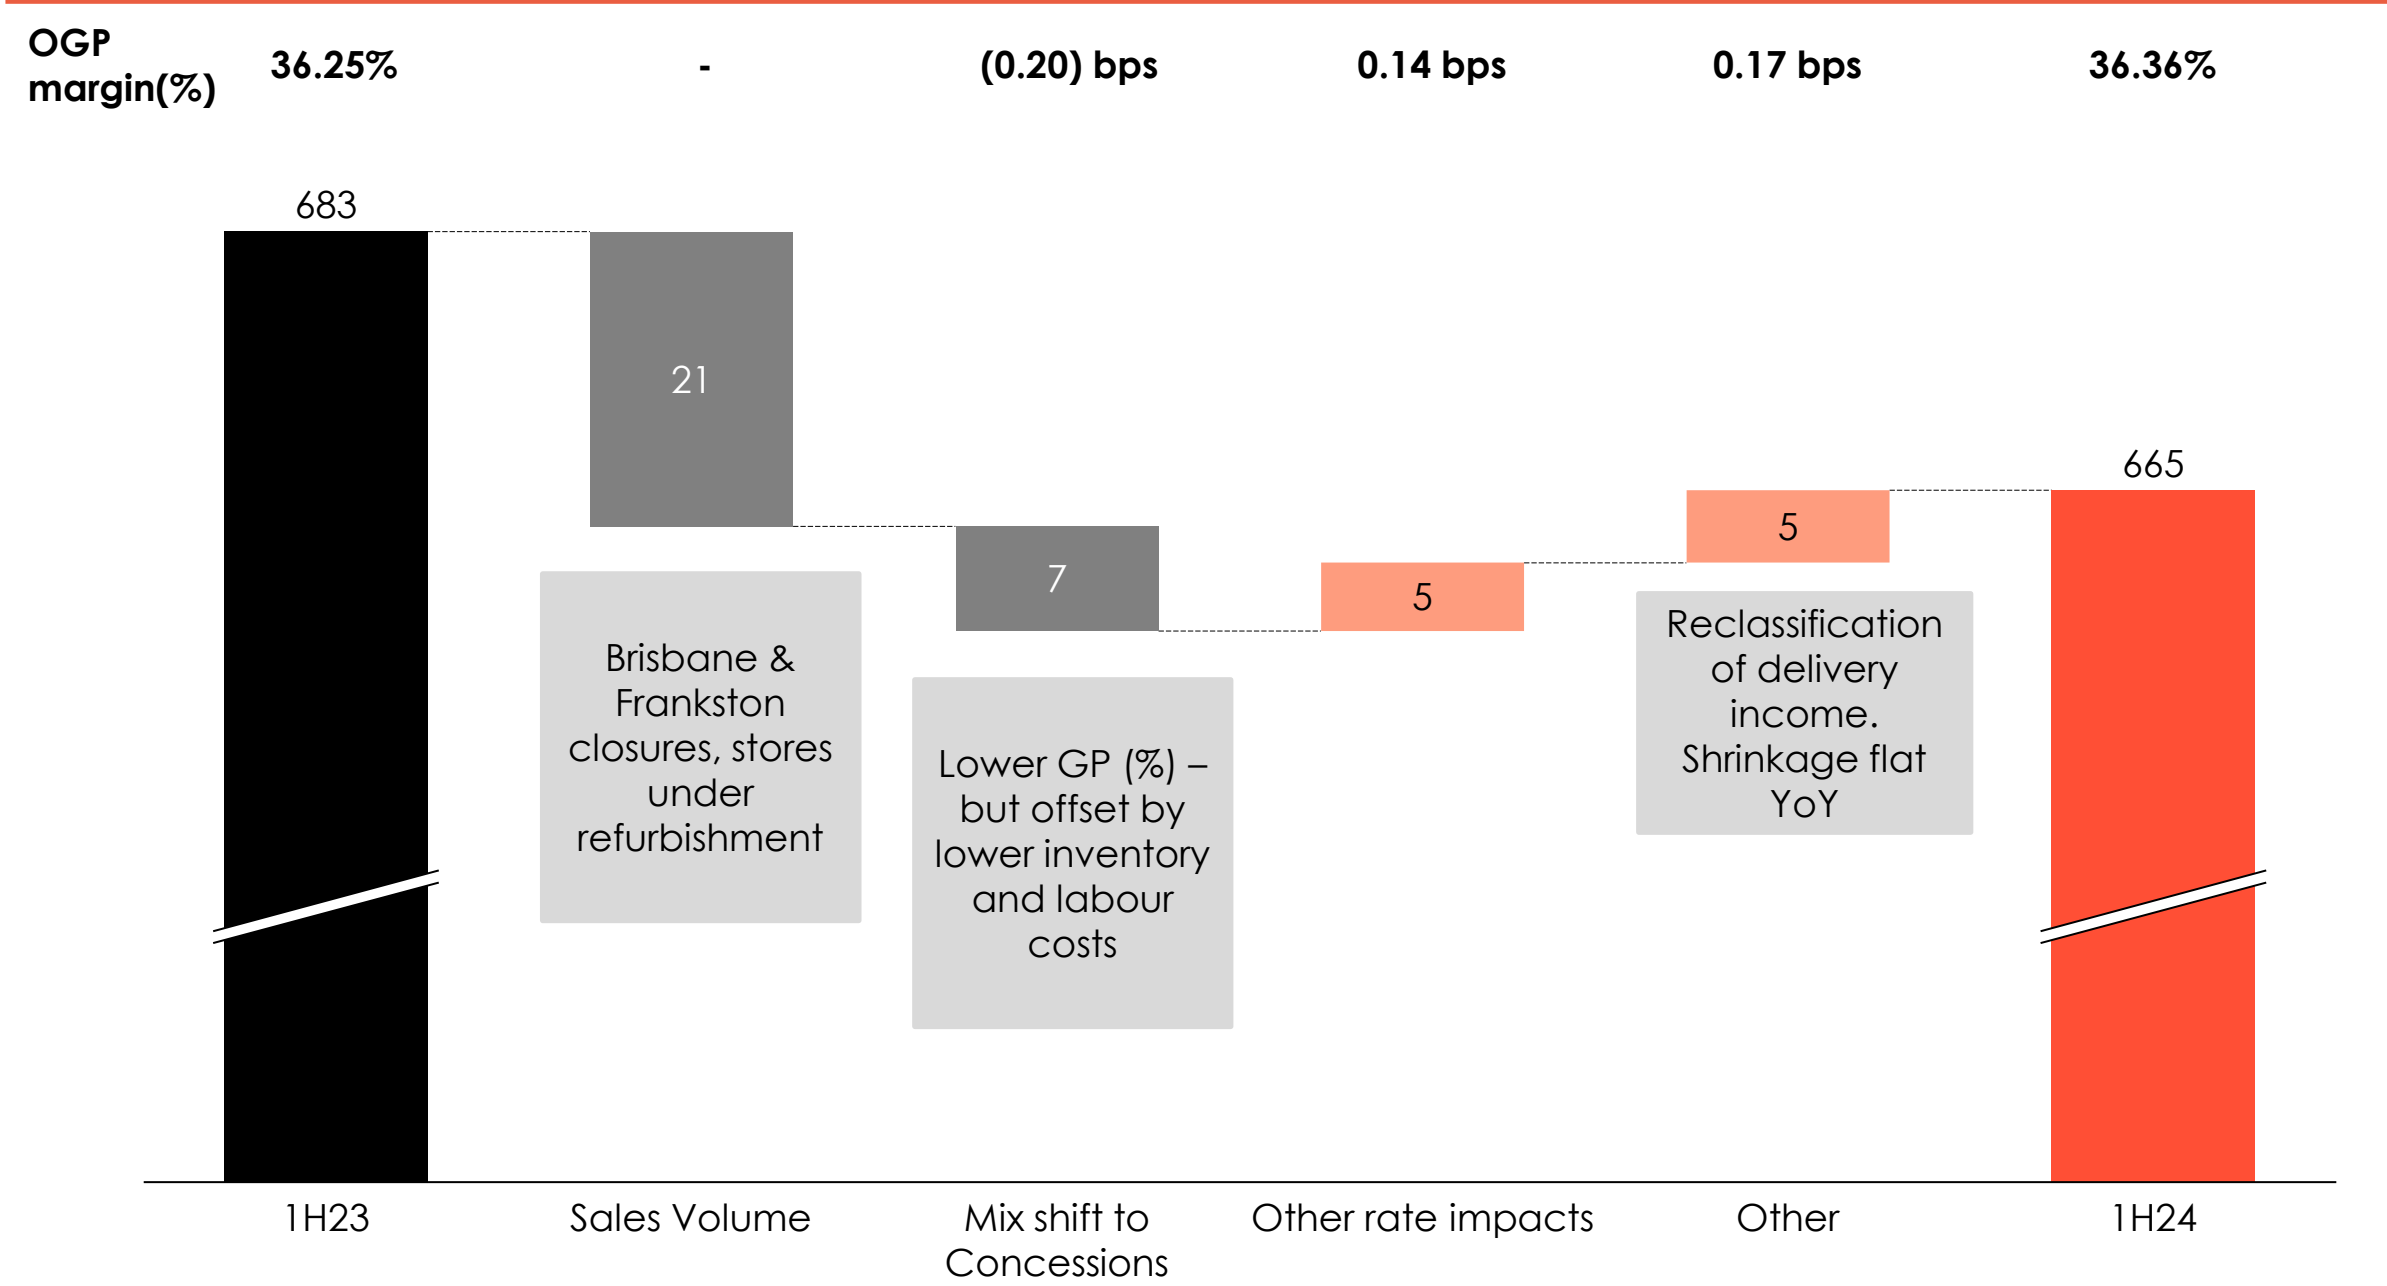 OGP
margin(%)
36.25%
-
(0.20) bps
0.14 bps
0.17 bps
36.36%
683
21
7
5
5
665
Brisbane &
Frankston
closures, stores
under
refurbishment
Lower GP (%) –
but offset by
lower inventory
and labour
costs
Reclassification
of delivery
income.
Shrinkage flat
YoY
1H23
Sales Volume
Mix shift to
Concessions
Other rate impacts
Other
1H24